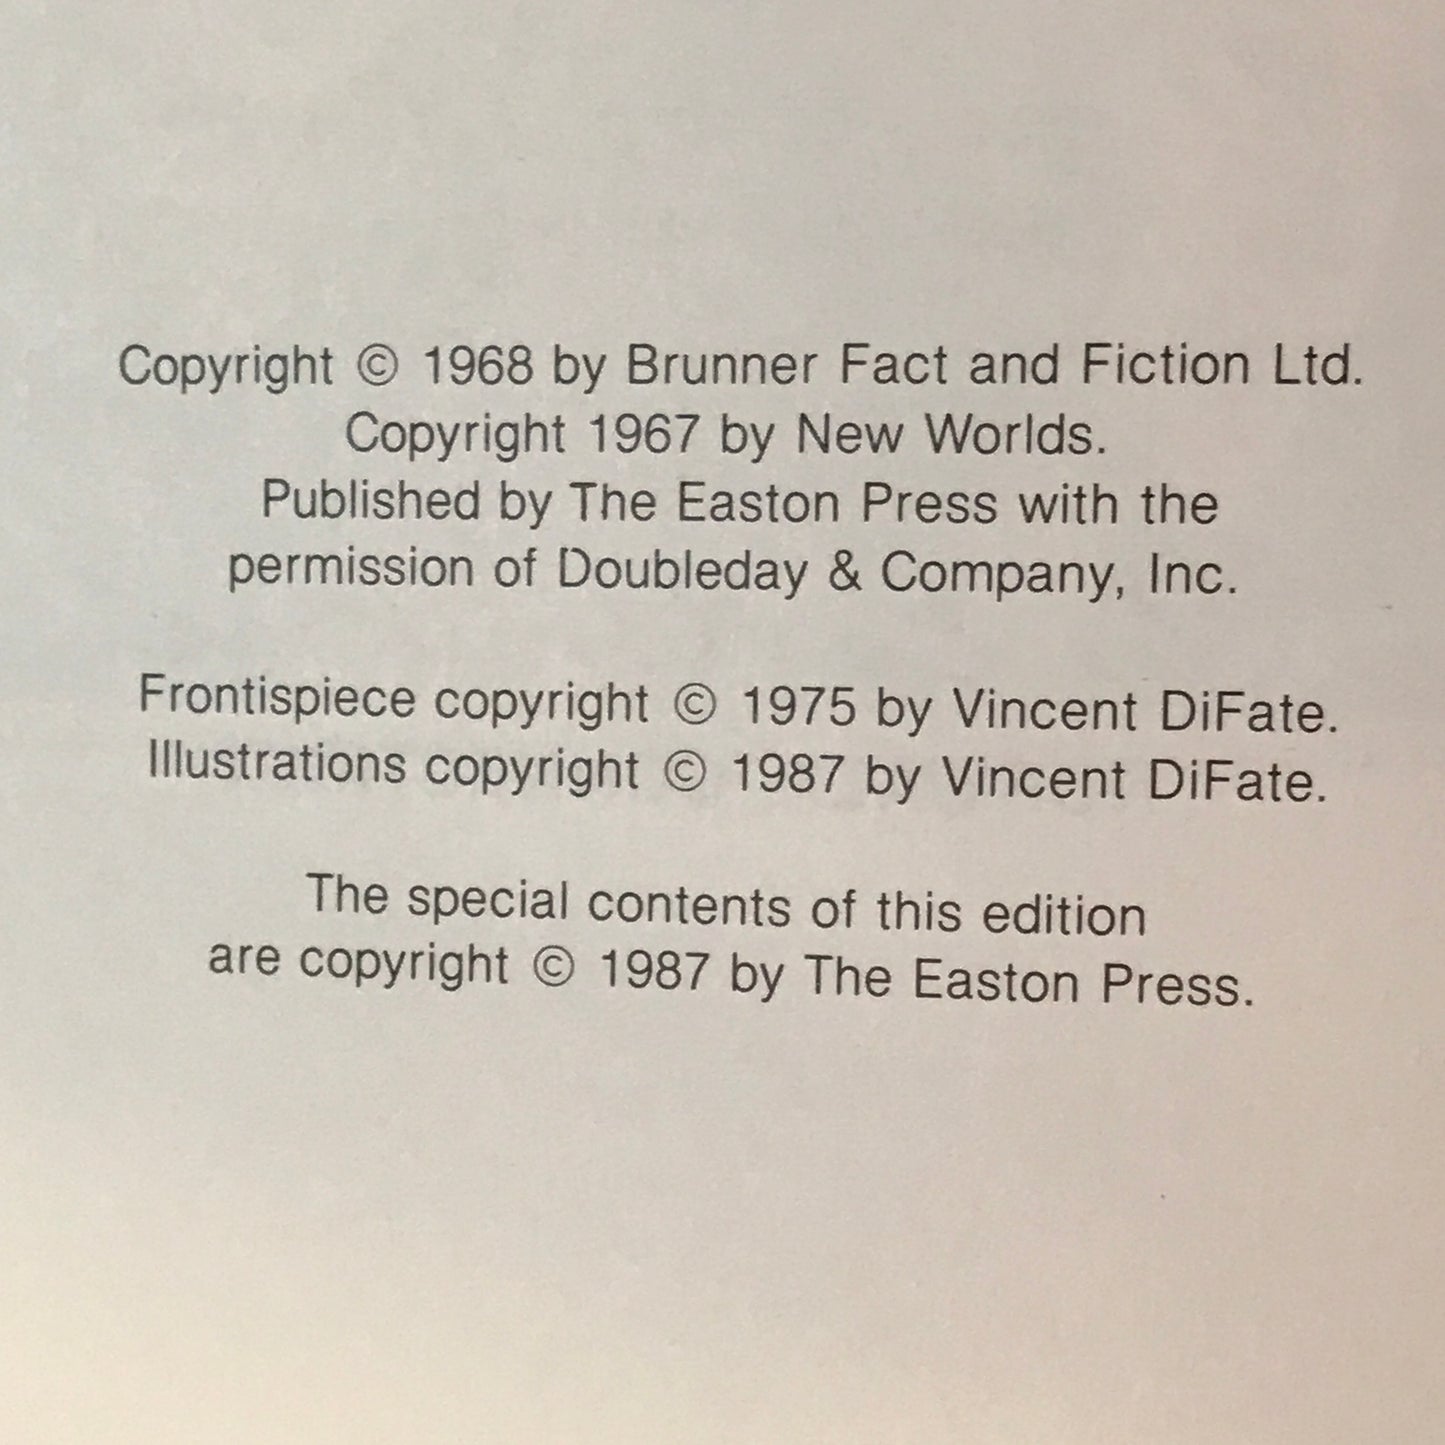 Copyright © 1968 by Brunner Fact and Fiction Ltd.
Copyright 1967 by New Worlds.
Published by The Easton Press with the
permission of Doubleday & Company, Inc.
Frontispiece copyright © 1975 by Vincent DiFate.
Illustrations copyright © 1987 by Vincent DiFate.
The special contents of this edition
are copyright © 1987 by The Easton Press.